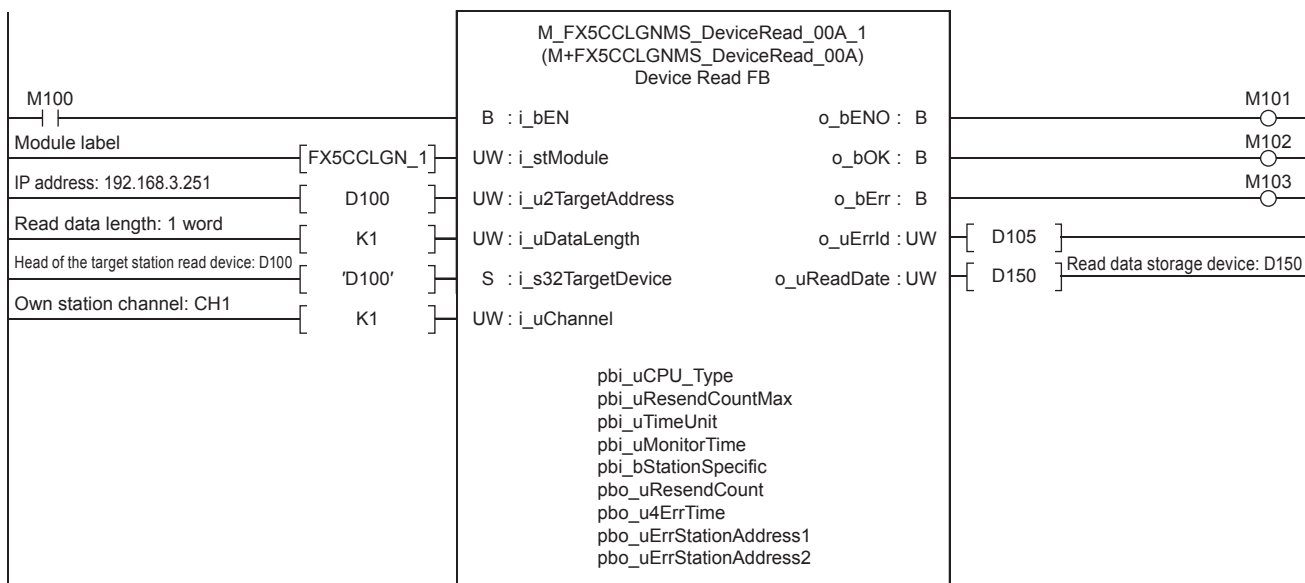 M_FX5CCLGNMS_DeviceRead_00A_1
(M+FX5CCLGNMS_DeviceRead_00A)
Device Read FB
M100
B : i_bEN
o_bENO : B
M101
Module label
FX5CCLGN_1
UW : i_stModule
o_bOK : B
M102
IP address: 192.168.3.251
D100
UW : i_u2TargetAddress
o_bErr : B
M103
Read data length: 1 word
K1
UW : i_uDataLength
o_uErrId : UW
D105
Head of the target station read device: D100
'D100'
S : i_s32TargetDevice
o_uReadDate : UW
D150
Read data storage device: D150
Own station channel: CH1
K1
UW : i_uChannel
pbi_uCPU_Type
pbi_uResendCountMax
pbi_uTimeUnit
pbi_uMonitorTime
pbi_bStationSpecific
pbo_uResendCount
pbo_u4ErrTime
pbo_uErrStationAddress1
pbo_uErrStationAddress2